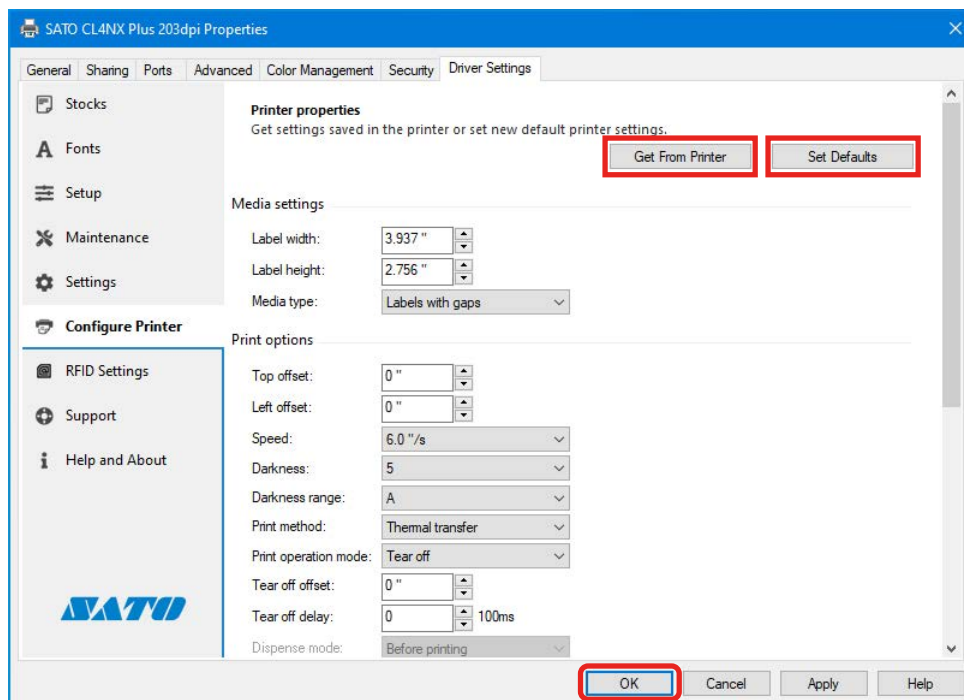 SATO CL4NX Plus 203dpi Properties
General Sharing Ports Advanced Color Management Security Driver Settings
Stocks
Fonts
Setup
Maintenance
Settings
Configure Printer
RFID Settings
Support
Help and About
SATO
Printer properties
Get settings saved in the printer or set new default printer settings.
Get From Printer Set Defaults
Media settings
Label width: 3.937 "
Label height: 2.756 "
Media type: Labels with gaps
Print options
Top offset: 0 "
Left offset: 0 "
Speed: 6.0 "/s
Darkness: 5
Darkness range: A
Print method: Thermal transfer
Print operation mode: Tear off
Tear off offset: 0 "
Tear off delay: 0 100ms
Dispense mode: Before printing
OK Cancel Apply Help